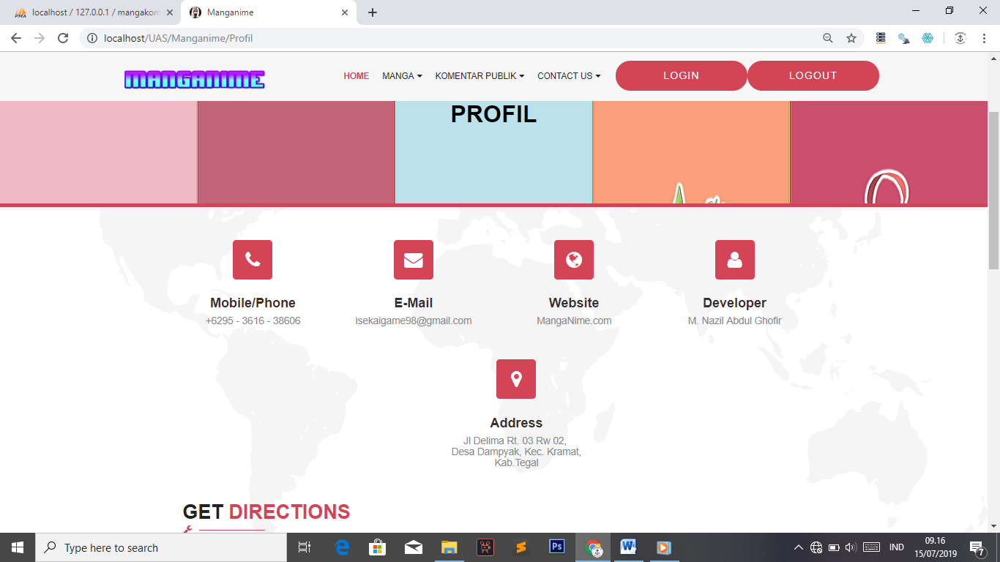 localhost / 127.0.0.1 / mangakom
Manganime
localhost/UAS/Manganime/Profil
MANGANIME
HOME MANGA KOMENTAR PUBLIK CONTACT US LOGIN LOGOUT
PROFIL
Mobile/Phone
+6295 - 3616 - 38606
E-Mail
isekaigame98@gmail.com
Website
MangaNime.com
Developer
M. Nazil Abdul Ghofir
Address
Jl Delima Rt. 03 Rw 02,
Desa Dampyak, Kec. Kramat,
Kab.Tegal
GET DIRECTIONS
Type here to search
IND
09.16
15/07/2019
7
PMA
Ps
W